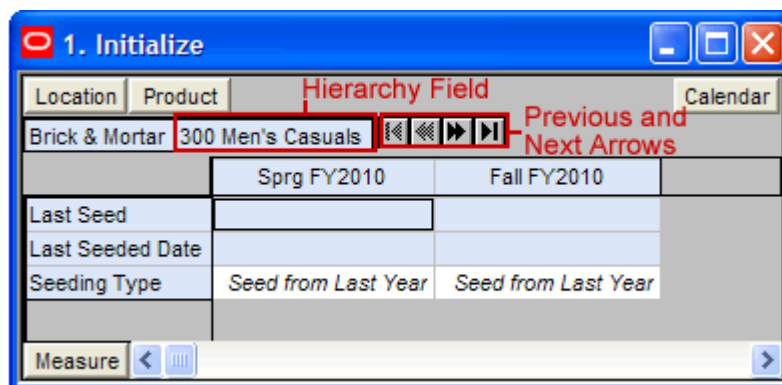 1. Initialize
Location Product Hierarchy Field Calendar
Brick & Mortar 300 Men's Casuals Previous and
Next Arrows
Sprg FY2010 Fall FY2010
Last Seed
Last Seeded Date
Seeding Type Seed from Last Year Seed from Last Year
Measure